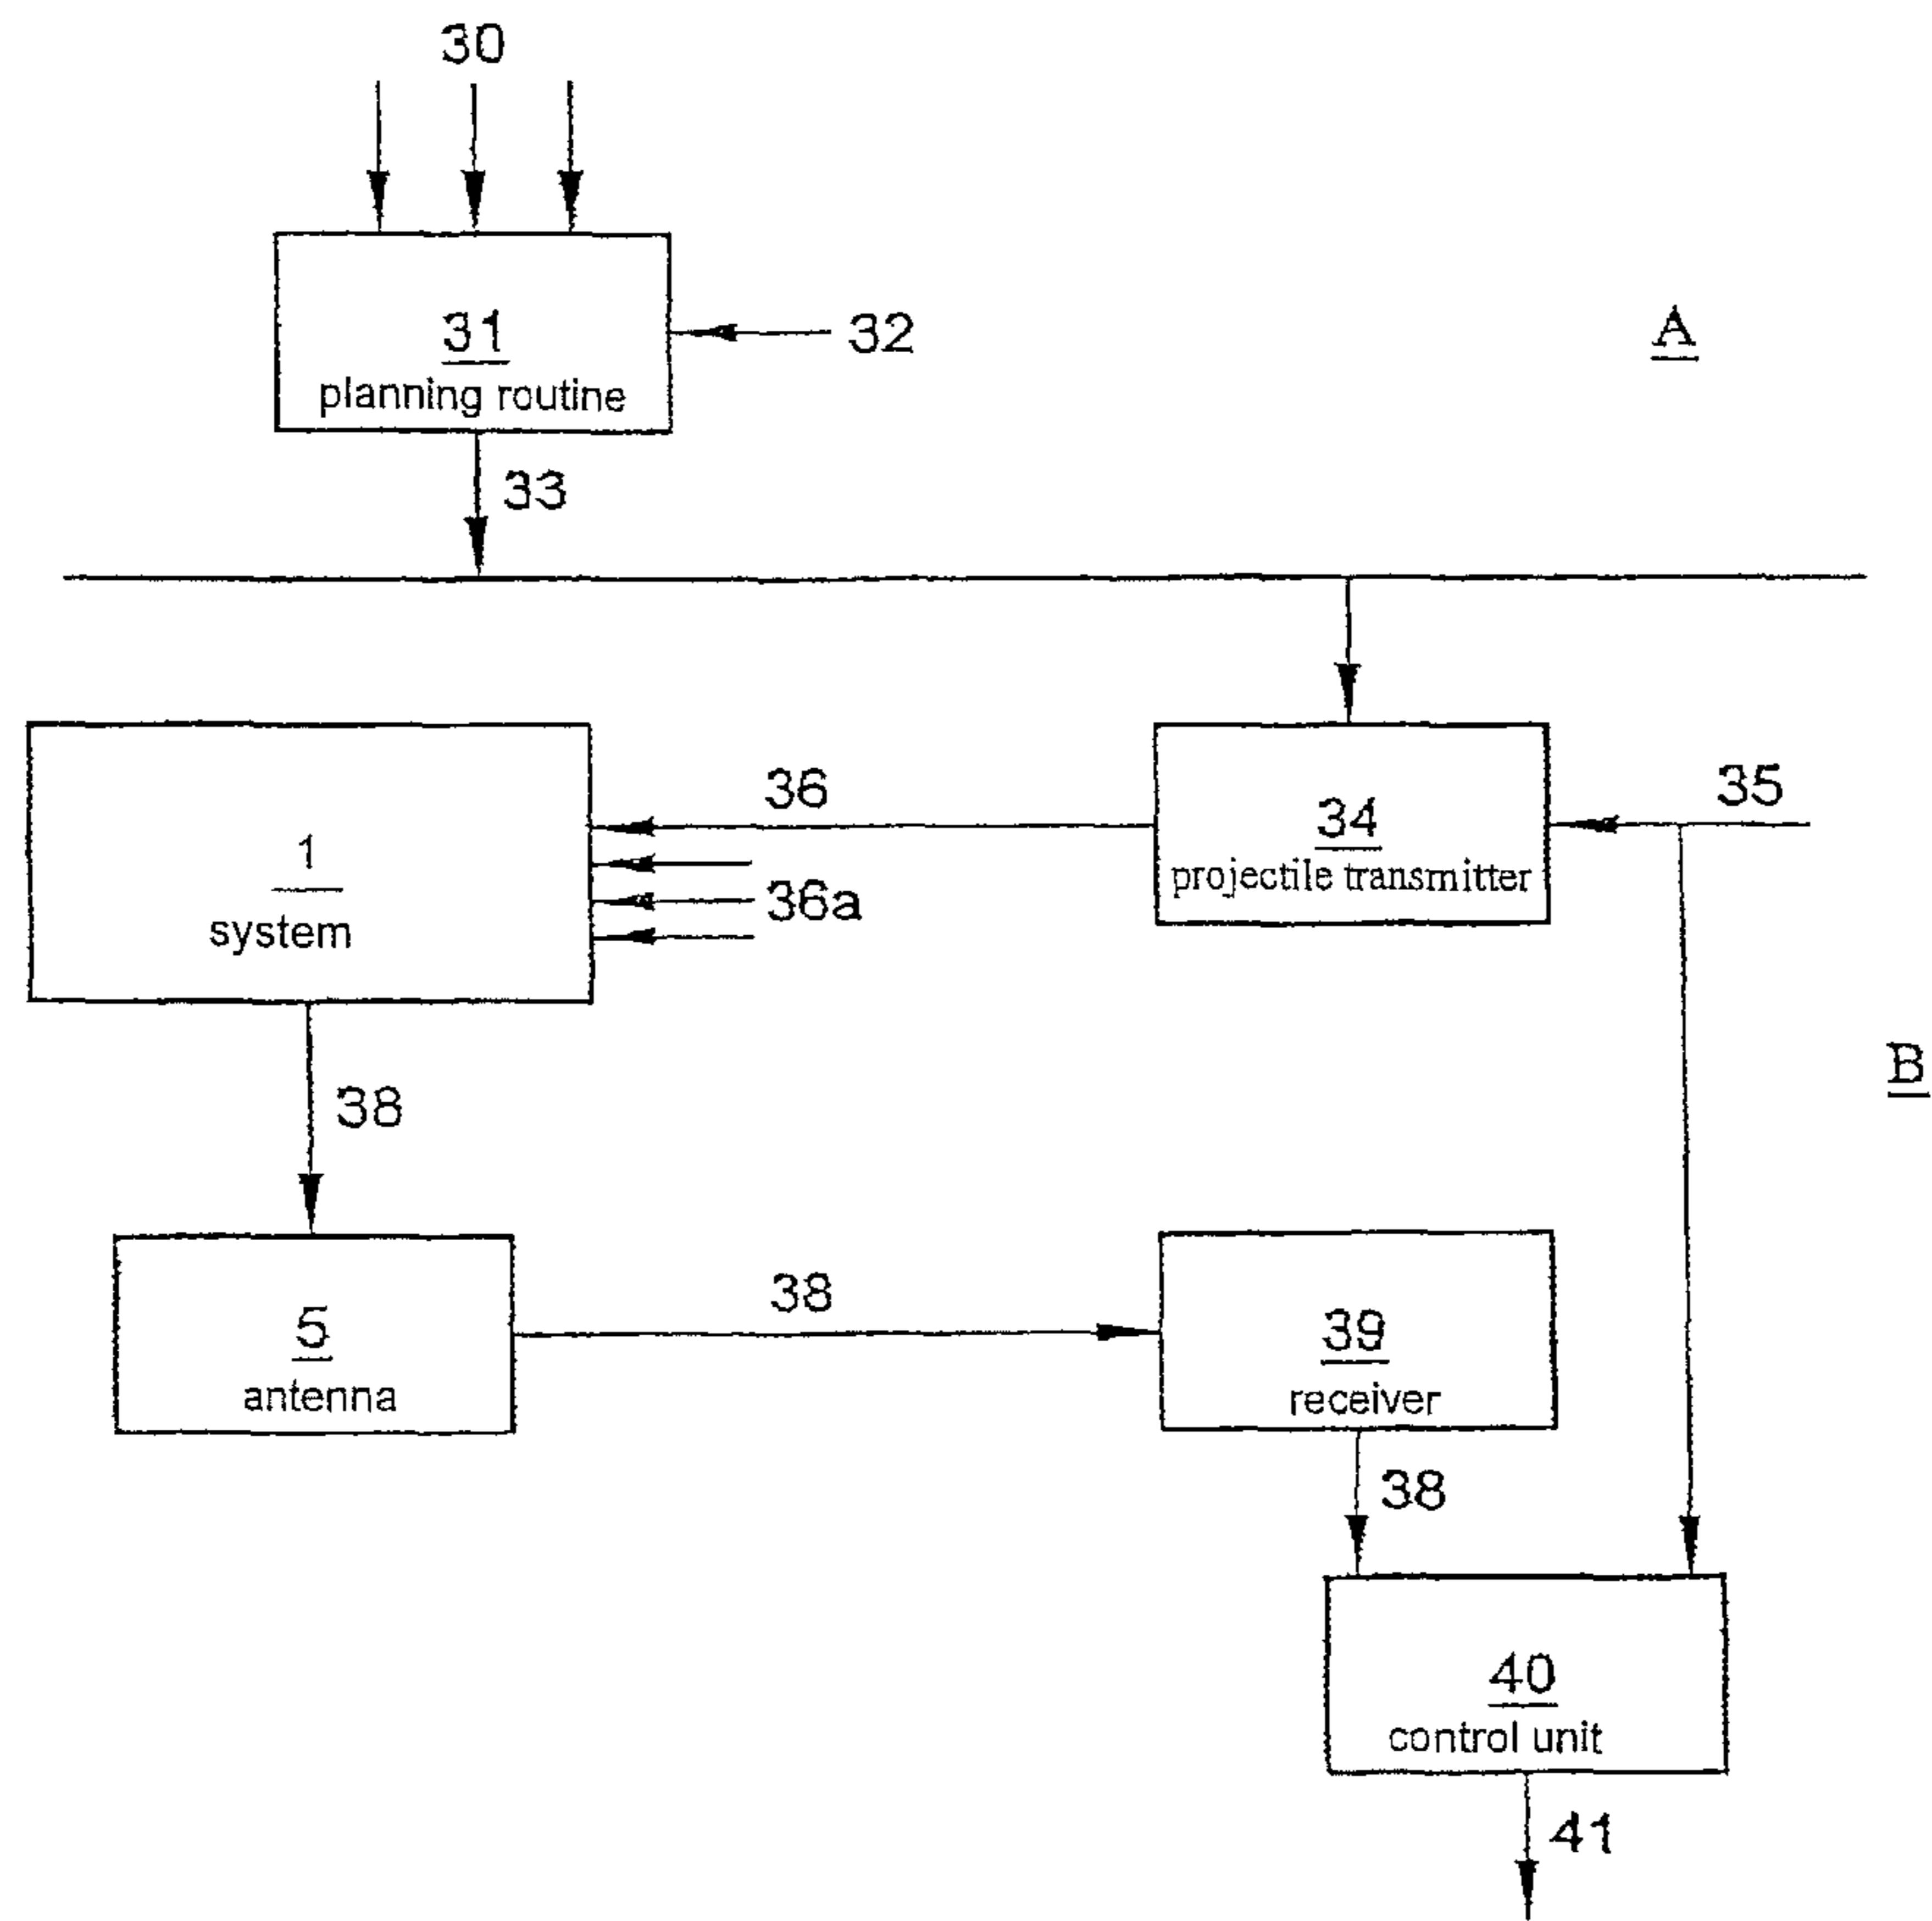 30
31
planning routine
32
A
33
36
34
projectile transmitter
35
1
system
36a
38
B
5
antenna
38
39
receiver
38
40
control unit
41